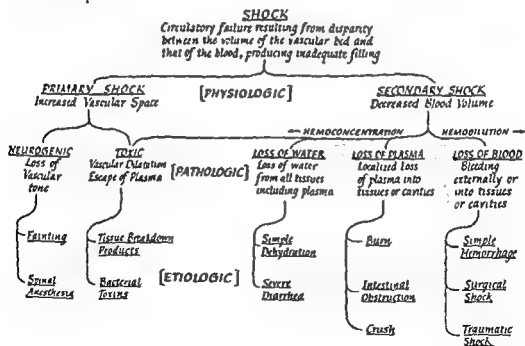 SHOCK
Circulatory failure resulting from disparity
between the volume of the vascular bed and
that of the blood, producing inadequate filling
PRIMARY SHOCK
Increased Vascular Space
[PHYSIOLOGIC]
SECONDARY SHOCK
Decreased Blood Volume
HEMOCONCENTRATION
HEMODILUTION
NEUROGENIC
Loss of
Vascular
tone
TOXIC
Vascular Dilatation
Escape of Plasma
[PATHOLOGIC]
LOSS OF WATER
Loss of water
from all tissues
including plasma
LOSS OF PLASMA
Localized loss
of plasma into
tissues or cavities
LOSS OF BLOOD
Bleeding
externally or
into tissues
or cavities
Fainting
Spinal
Anesthesia
Tissue Breakdown
Products
Bacterial
Toxins
[ETIOLOGIC]
Simple
Dehydration
Severe
Diarrhea
Burn
Intestinal
Obstruction
Crush
Simple
Hemorrhage
Surgical
Shock
Traumatic
Shock